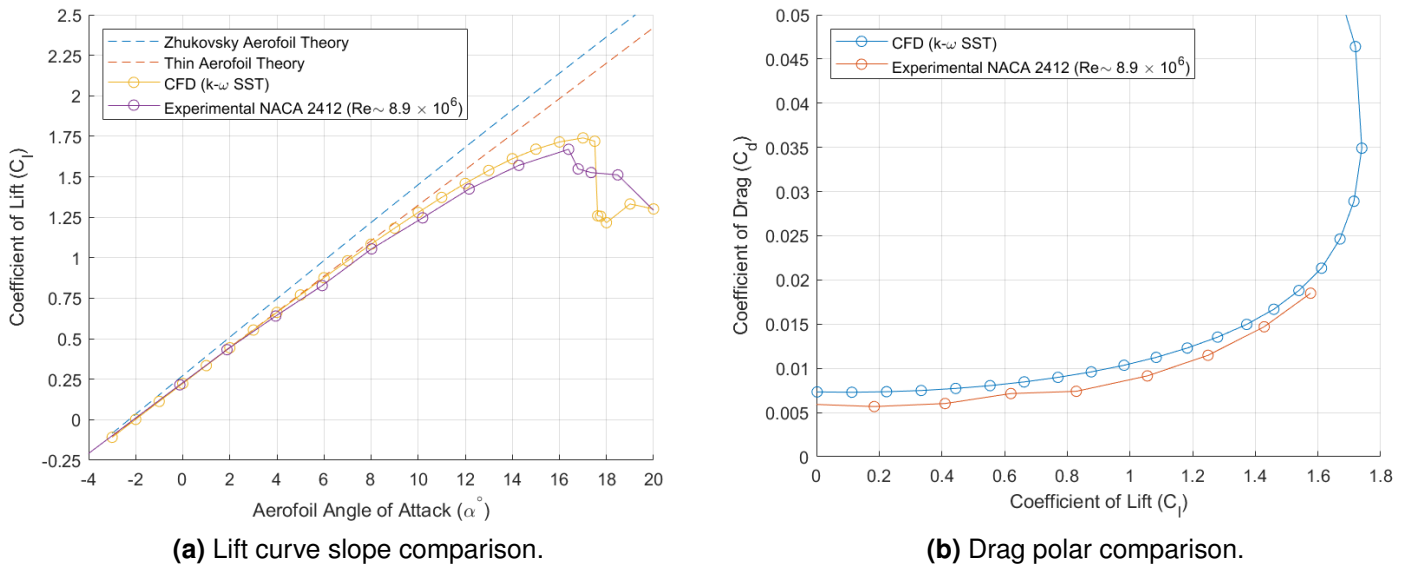 2.5
2.25
2
1.75
1.5
1.25
1
0.75
0.5
0.25
0
-0.25
Coefficient of Lift (Cₗ)
Zhukovsky Aerofoil Theory
Thin Aerofoil Theory
CFD (k-ω SST)
Experimental NACA 2412 (Re~ 8.9 × 10⁶)
-4 -2 0 2 4 6 8 10 12 14 16 18 20
Aerofoil Angle of Attack (α°)
(a) Lift curve slope comparison.
0.05
0.045
0.04
0.035
0.03
0.025
0.02
0.015
0.01
0.005
0
Coefficient of Drag (C_d)
CFD (k-ω SST)
Experimental NACA 2412 (Re~ 8.9 × 10⁶)
0 0.2 0.4 0.6 0.8 1 1.2 1.4 1.6 1.8
Coefficient of Lift (Cₗ)
(b) Drag polar comparison.